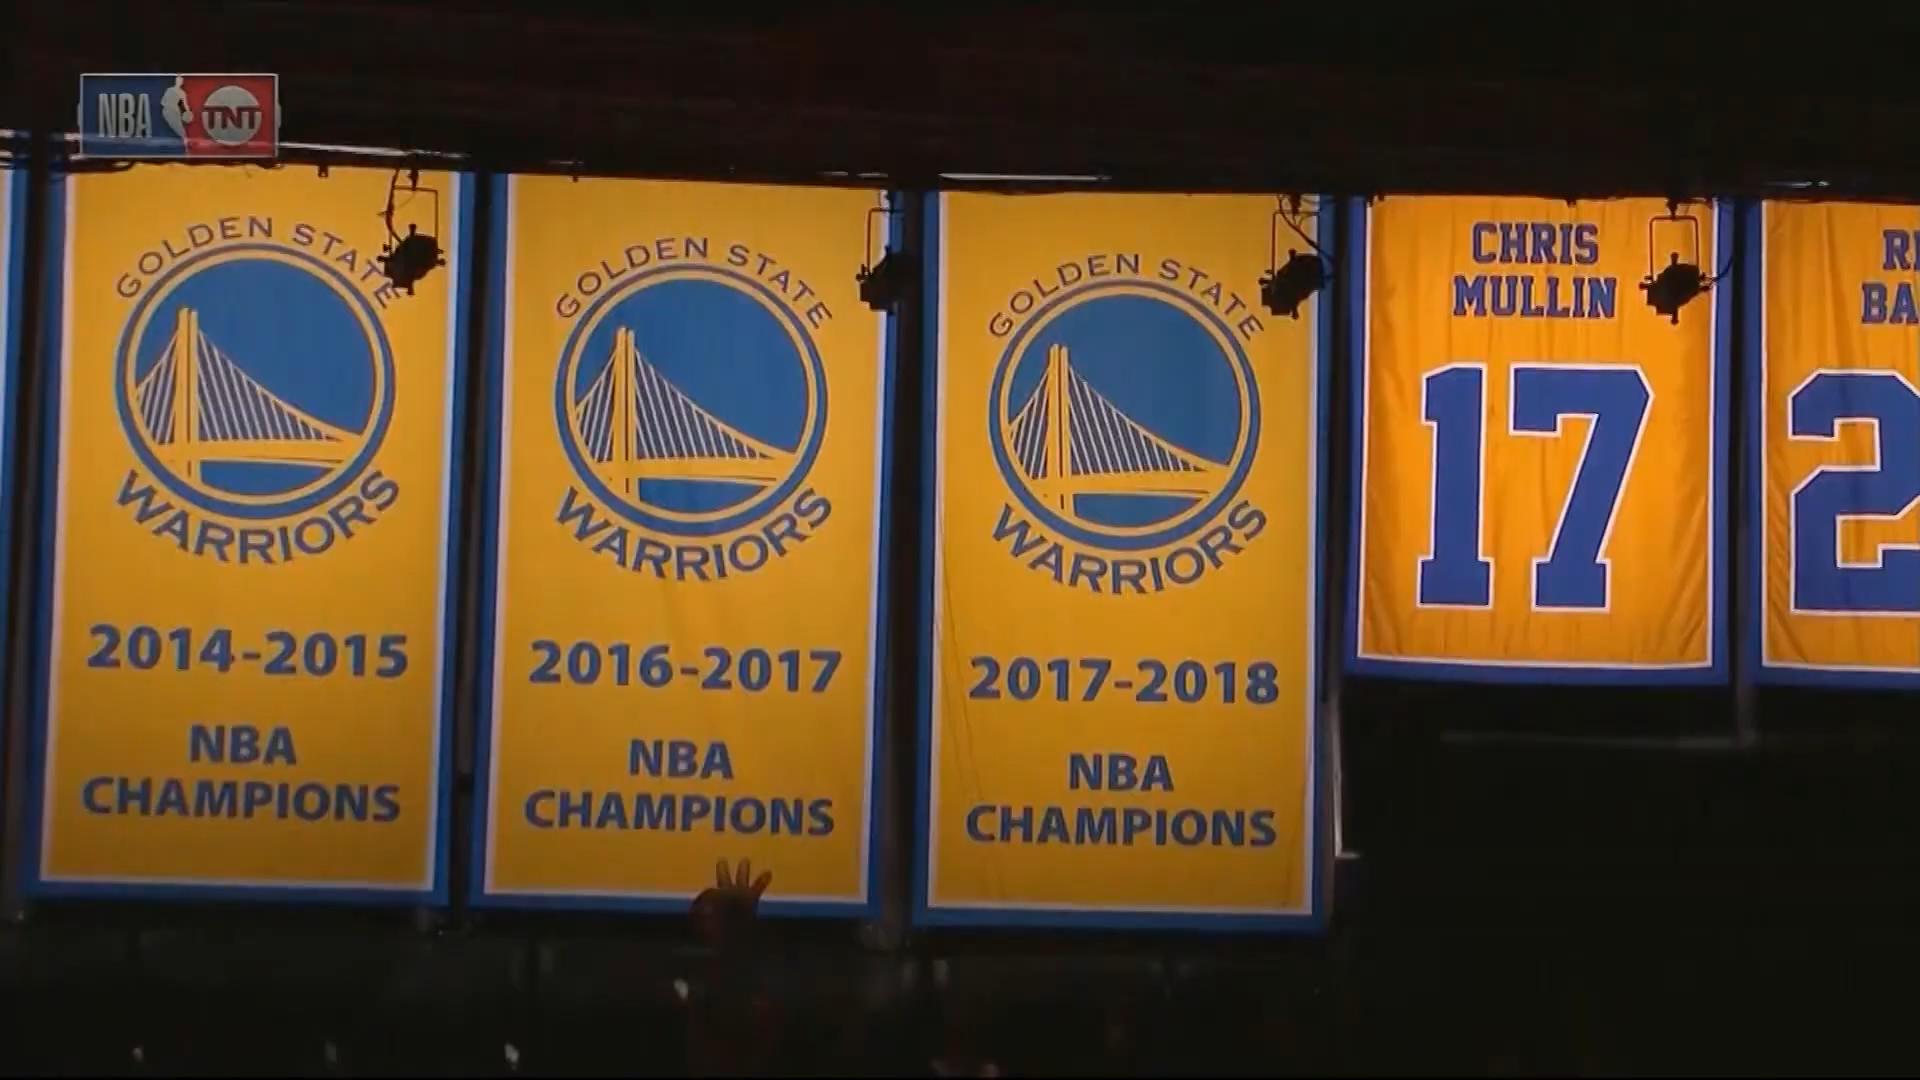 NBA TNT
GOLDEN STATE
WARRIORS
2014-2015
NBA
CHAMPIONS
GOLDEN STATE
WARRIORS
2016-2017
NBA
CHAMPIONS
GOLDEN STATE
WARRIORS
2017-2018
NBA
CHAMPIONS
CHRIS
MULLIN
17
2